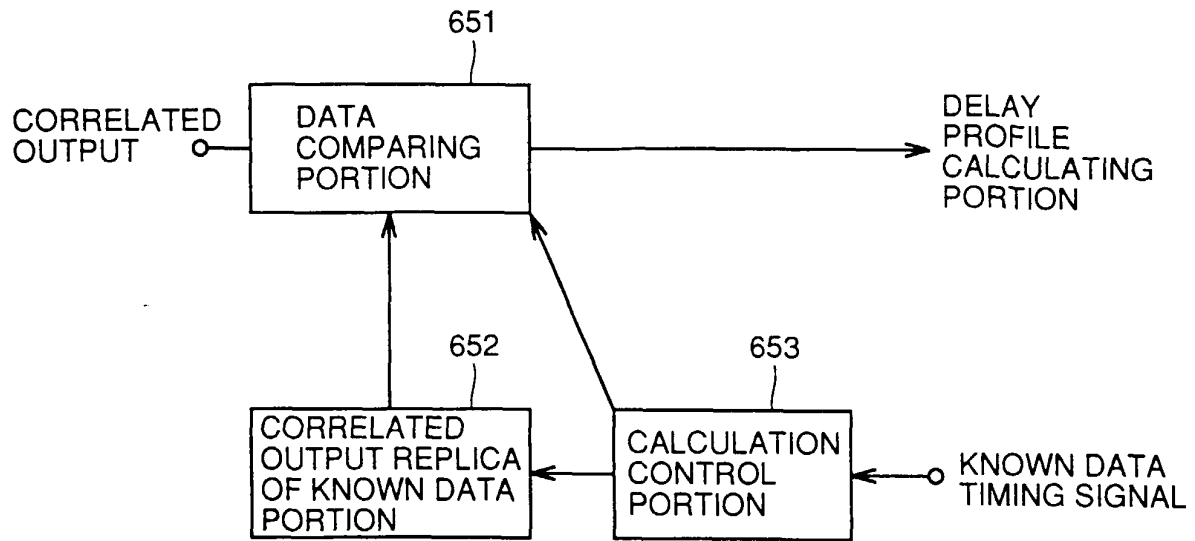 651
CORRELATED
OUTPUT
DATA
COMPARING
PORTION
DELAY
PROFILE
CALCULATING
PORTION
652
653
CORRELATED
OUTPUT REPLICA
OF KNOWN DATA
PORTION
CALCULATION
CONTROL
PORTION
KNOWN DATA
TIMING SIGNAL